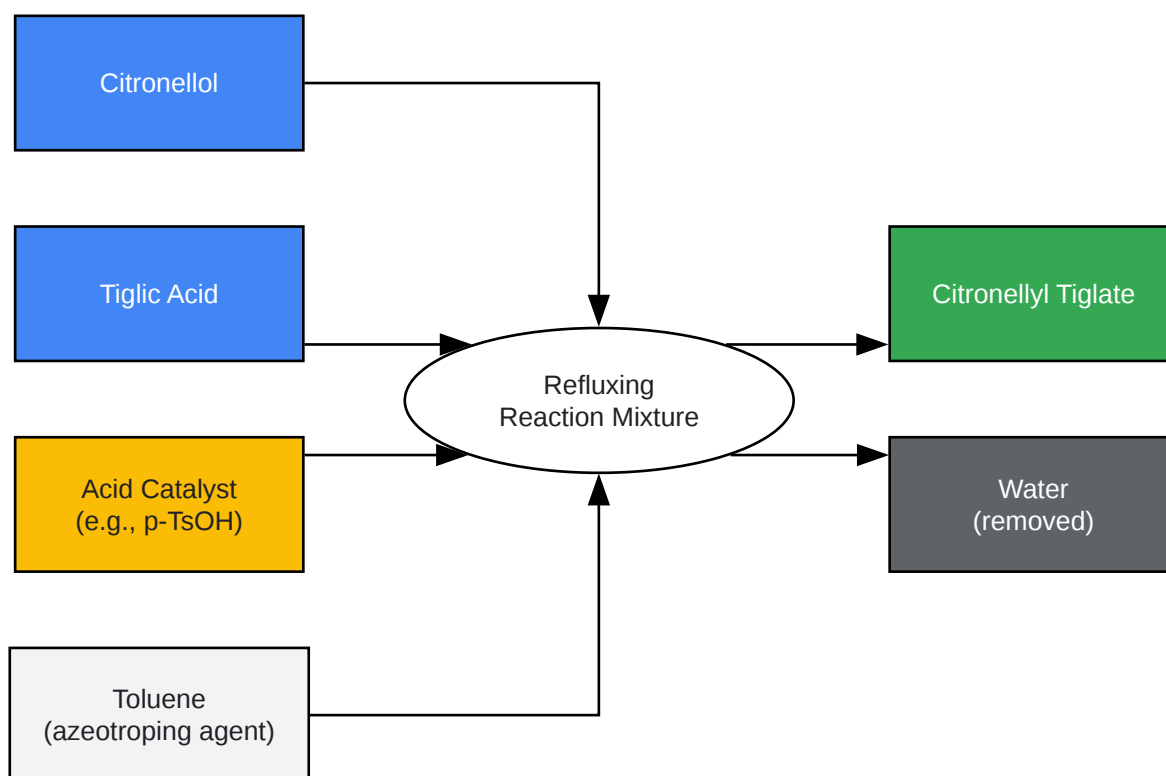 Citronellol
Tiglic Acid
Acid Catalyst
(e.g., p-TsOH)
Toluene
(azeotroping agent)
Refluxing
Reaction Mixture
Citronellyl Tiglate
Water
(removed)